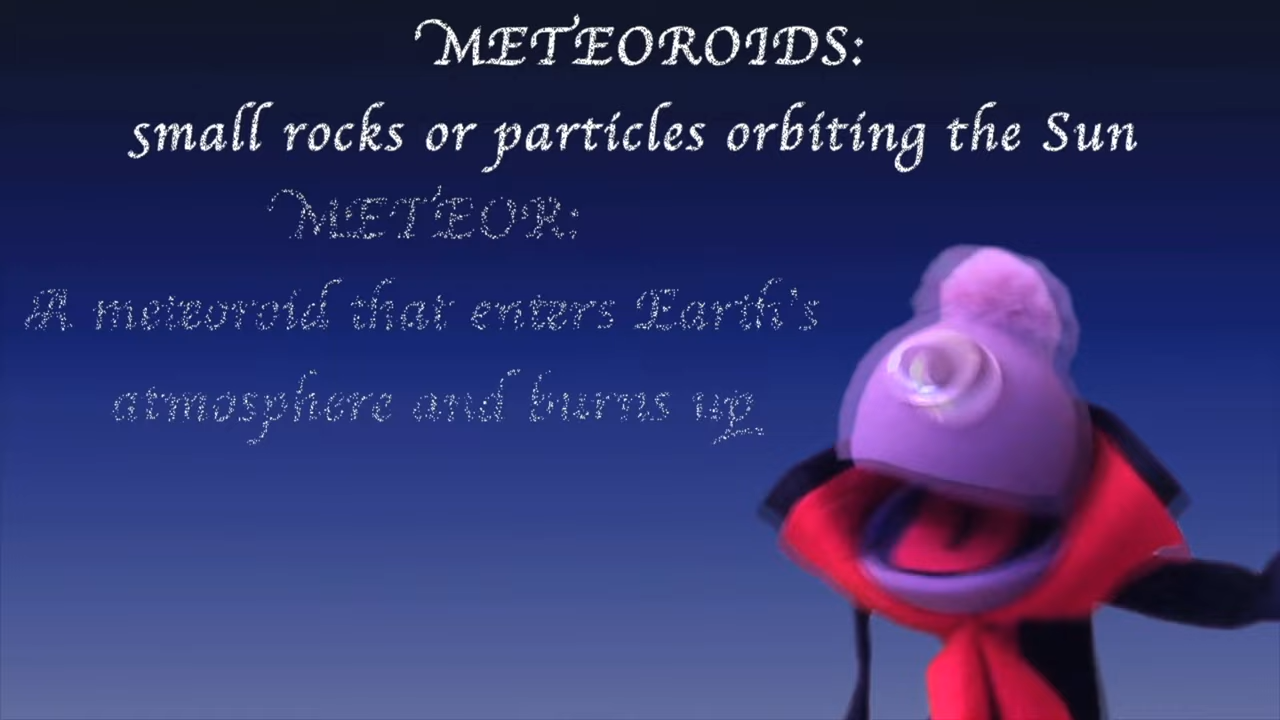 METEOROIDS:
small rocks or particles orbiting the Sun
METEOR:
A meteoroid that enters Earth's
atmosphere and burns up